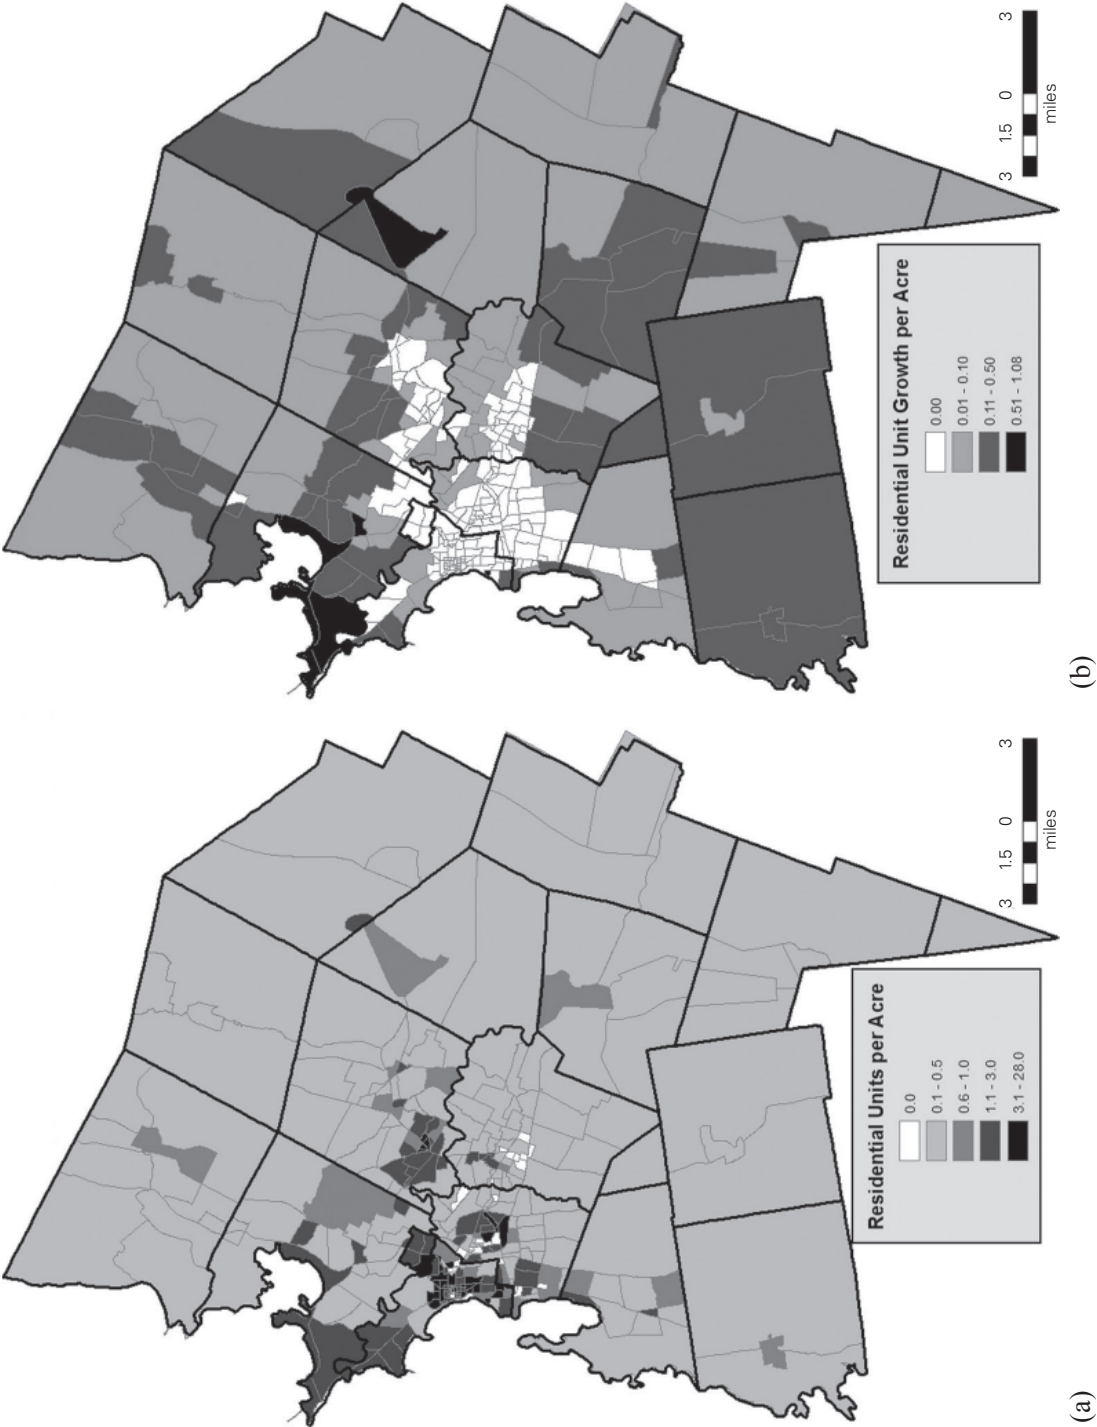 Residential Units per Acre
0.0
0.1 - 0.5
0.6 - 1.0
1.1 - 3.0
3.1 - 28.0
3 1.5 0 3
miles
(a)
Residential Unit Growth per Acre
0.00
0.01 - 0.10
0.11 - 0.50
0.51 - 1.08
3 1.5 0 3
miles
(b)